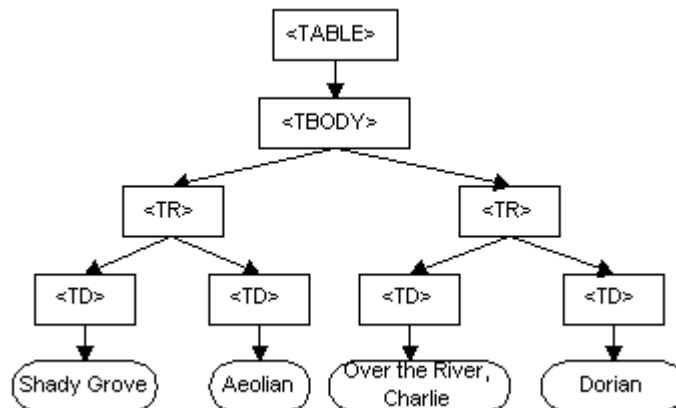 <TABLE>
<TBODY>
<TR>
<TR>
<TD>
<TD>
<TD>
<TD>
Shady Grove
Aeolian
Over the River,
Charlie
Dorian